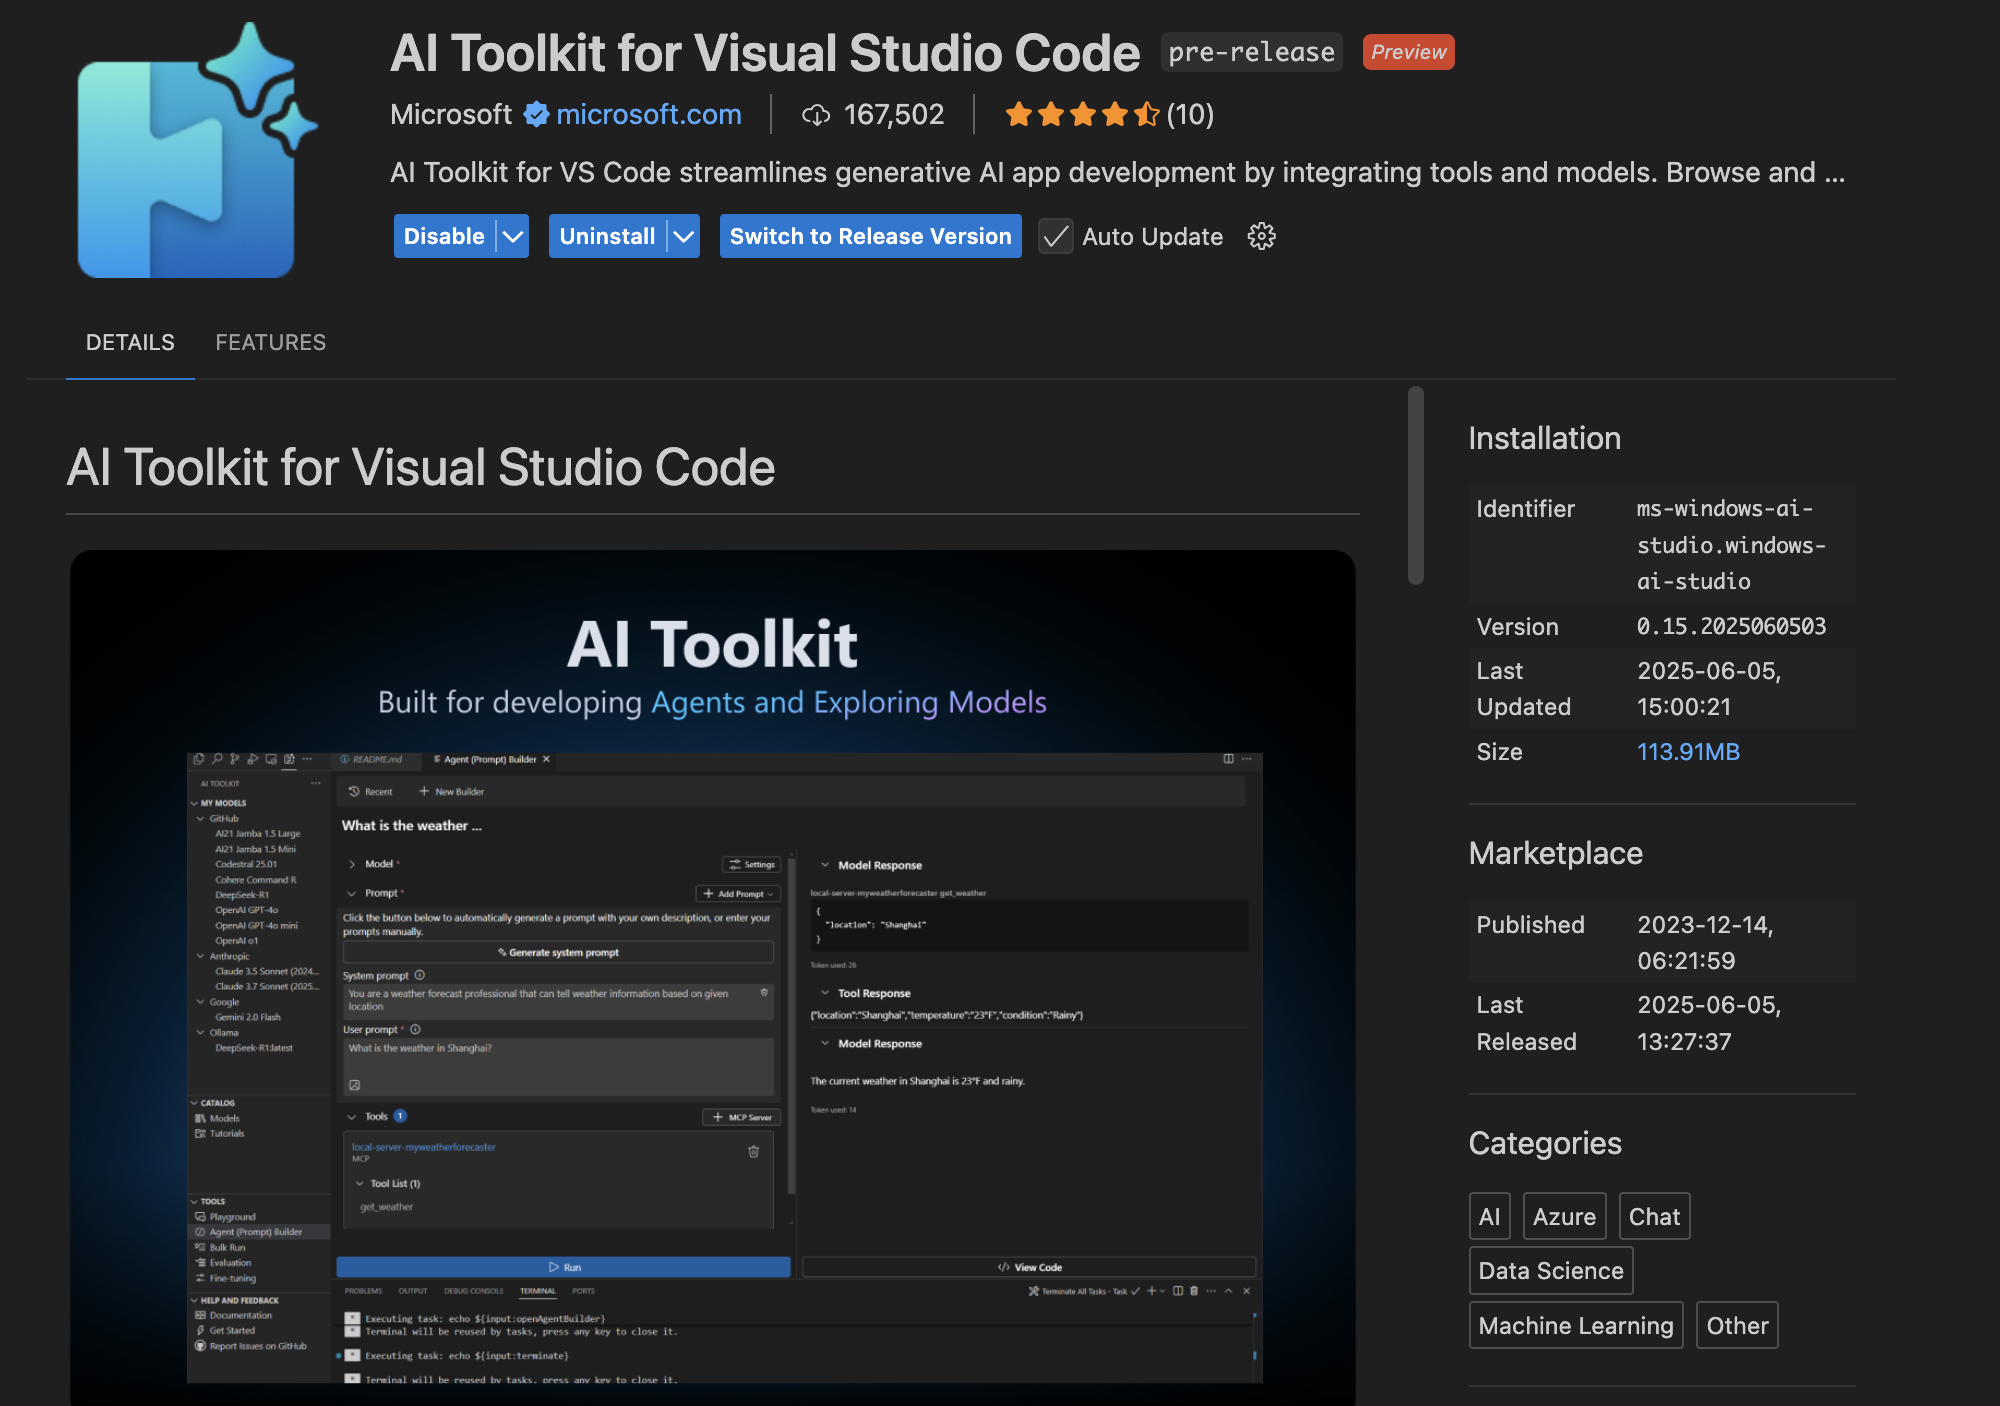 AI Toolkit for Visual Studio Code pre-release Preview
Microsoft microsoft.com 167,502 (10)
AI Toolkit for VS Code streamlines generative AI app development by integrating tools and models. Browse and ...
Disable Uninstall Switch to Release Version Auto Update
DETAILS FEATURES
AI Toolkit for Visual Studio Code
AI Toolkit
Built for developing Agents and Exploring Models
README.md Agent (Prompt) Builder
AI TOOLKIT
MY MODELS
GitHub
AI21 Jamba 1.5 Large
AI21 Jamba 1.5 Mini
Codestral 25.01
Cohere Command R
DeepSeek-R1
OpenAI GPT-4o
OpenAI GPT-4o mini
OpenAI o1
Anthropic
Claude 3.5 Sonnet (2024...
Claude 3.7 Sonnet (2025...
Google
Gemini 2.0 Flash
Ollama
DeepSeek-R1:latest
CATALOG
Models
Tutorials
TOOLS
Playground
Agent (Prompt) Builder
Bulk Run
Evaluation
Fine-tuning
HELP AND FEEDBACK
Documentation
Get Started
Report Issues on GitHub
Recent New Builder
What is the weather ...
Model * Settings
Prompt * Add Prompt
Click the button below to automatically generate a prompt with your own description, or enter your
prompts manually.
Generate system prompt
System prompt
You are a weather forecast professional that can tell weather information based on given
location
User prompt *
What is the weather in Shanghai?
Tools 1 MCP Server
local-server-myweatherforecaster
MCP
Tool List (1)
get_weather
Run
Model Response
local-server-myweatherforecaster get_weather
{
"location": "Shanghai"
}
Token used: 26
Tool Response
{"location":"Shanghai","temperature":"23°F","condition":"Rainy"}
Model Response
The current weather in Shanghai is 23°F and rainy.
Token used: 14
View Code
PROBLEMS OUTPUT DEBUG CONSOLE TERMINAL PORTS Terminate All Tasks - Task
* Executing task: echo ${input:openAgentBuilder}
* Terminal will be reused by tasks, press any key to close it.
* Executing task: echo ${input:terminate}
* Terminal will be reused by tasks, press any key to close it.
Installation
Identifier ms-windows-ai-
studio.windows-
ai-studio
Version 0.15.2025060503
Last 2025-06-05,
Updated 15:00:21
Size 113.91MB
Marketplace
Published 2023-12-14,
06:21:59
Last 2025-06-05,
Released 13:27:37
Categories
AI Azure Chat
Data Science
Machine Learning Other